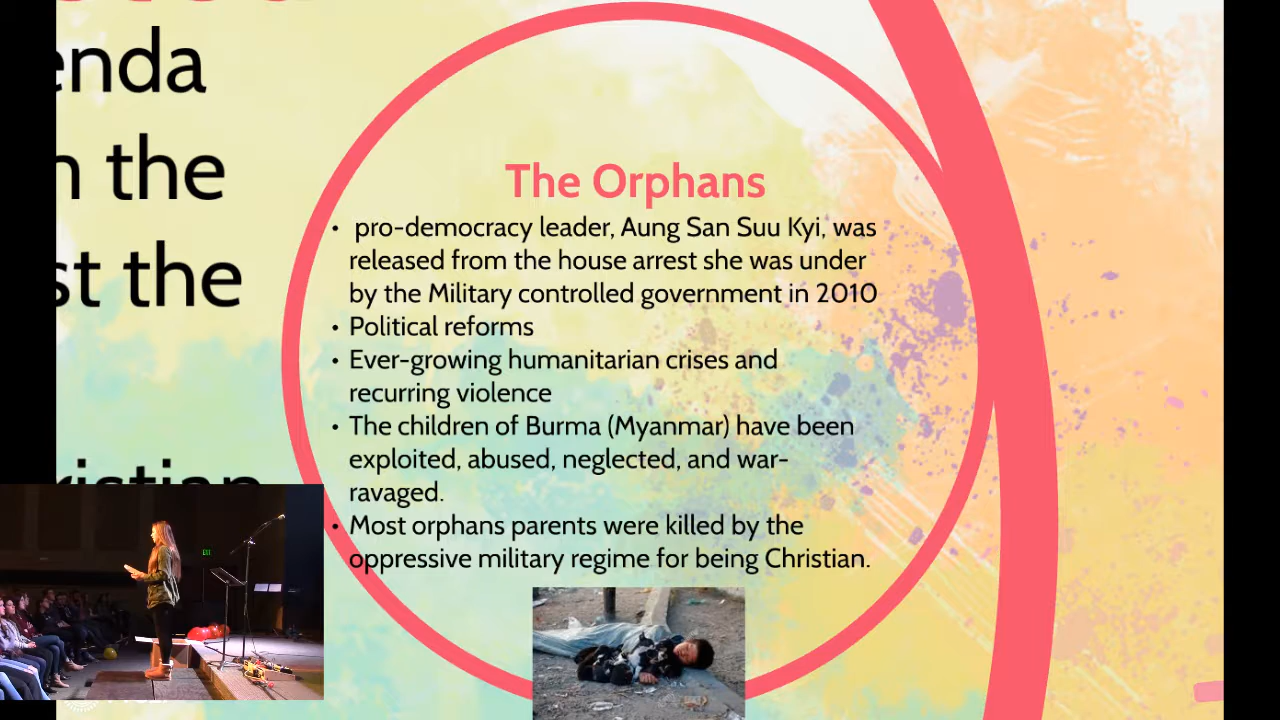 enda
n the
st the
The Orphans
• pro-democracy leader, Aung San Suu Kyi, was
released from the house arrest she was under
by the Military controlled government in 2010
• Political reforms
• Ever-growing humanitarian crises and
recurring violence
• The children of Burma (Myanmar) have been
exploited, abused, neglected, and war-
ravaged.
• Most orphans parents were killed by the
oppressive military regime for being Christian.
ristian
EXIT